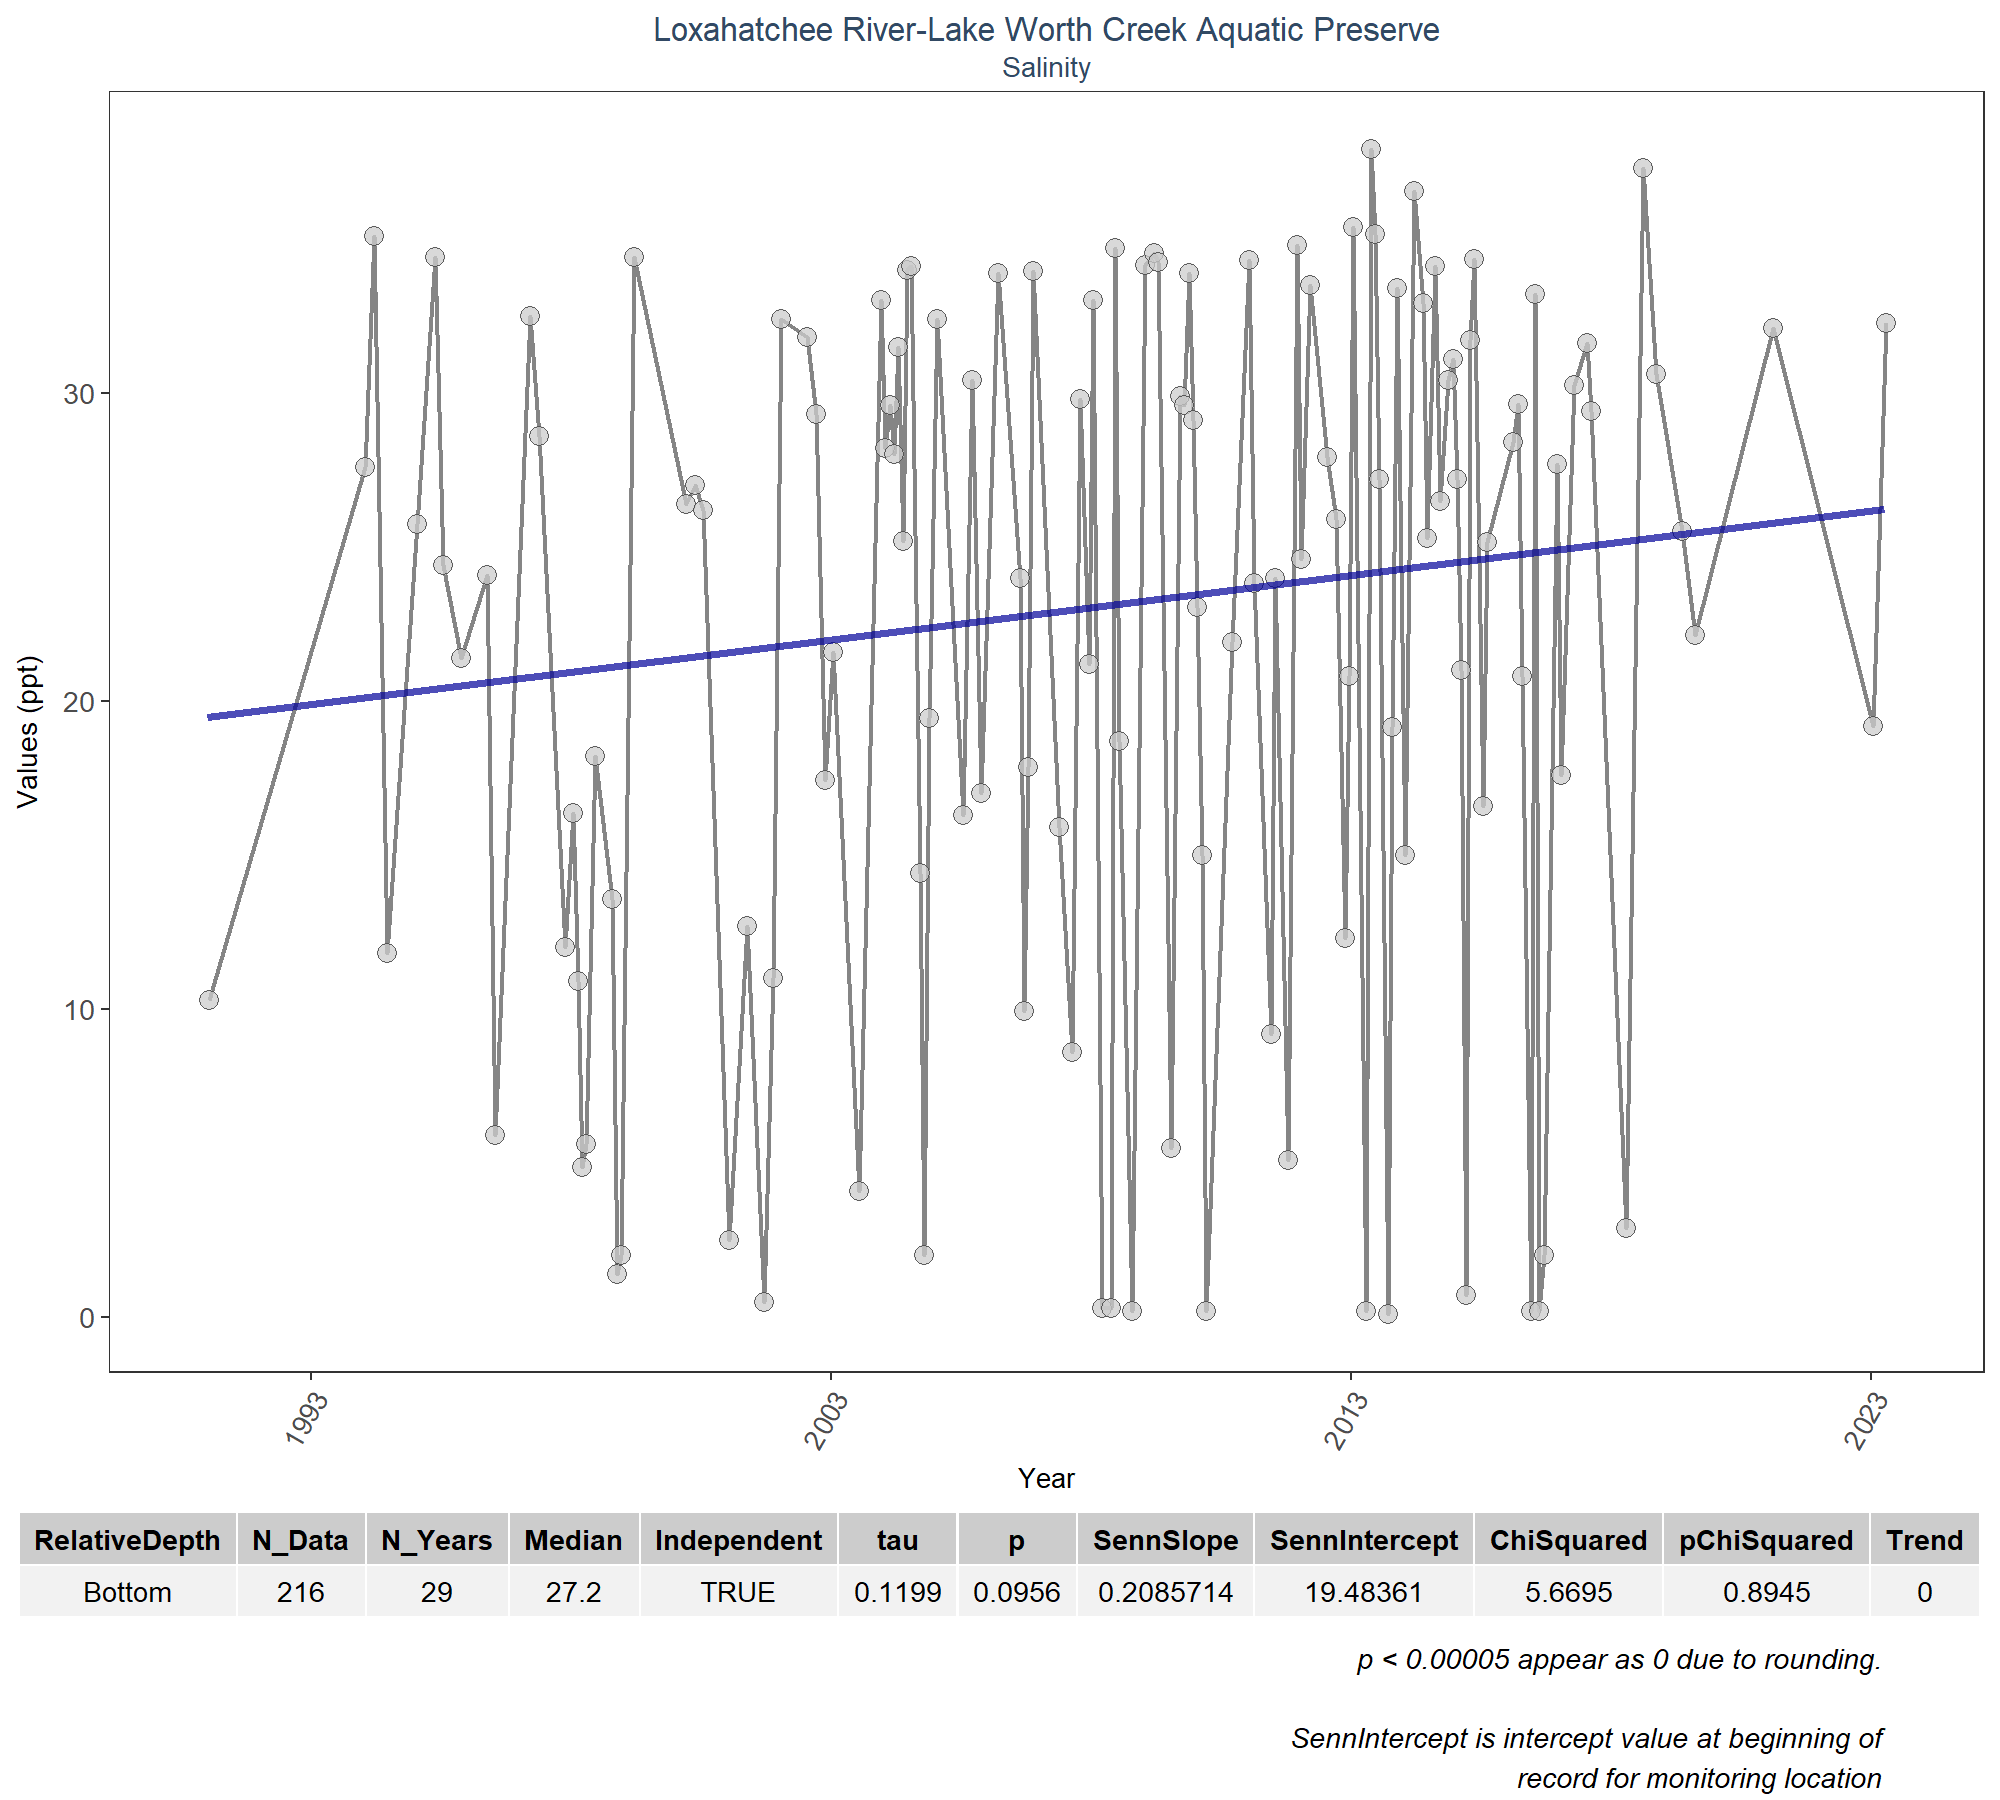 Loxahatchee River-Lake Worth Creek Aquatic Preserve
Salinity
Values (ppt)
30
20
10
0
1993
2003
2013
2023
Year
RelativeDepth N_Data N_Years Median Independent tau p SennSlope SennIntercept ChiSquared pChiSquared Trend
Bottom 216 29 27.2 TRUE 0.1199 0.0956 0.2085714 19.48361 5.6695 0.8945 0
p < 0.00005 appear as 0 due to rounding.
SennIntercept is intercept value at beginning of
record for monitoring location